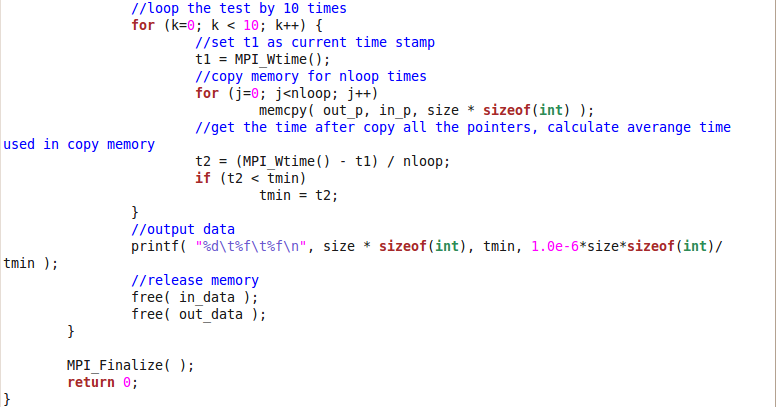 //loop the test by 10 times
for (k=0; k < 10; k++) {
//set t1 as current time stamp
t1 = MPI_Wtime();
//copy memory for nloop times
for (j=0; j<nloop; j++)
memcpy( out_p, in_p, size * sizeof(int) );
//get the time after copy all the pointers, calculate averange time
used in copy memory
t2 = (MPI_Wtime() - t1) / nloop;
if (t2 < tmin)
tmin = t2;
}
//output data
printf( "%d\t%f\t%f\n", size * sizeof(int), tmin, 1.0e-6*size*sizeof(int)/
tmin );
//release memory
free( in_data );
free( out_data );
}
MPI_Finalize( );
return 0;
}